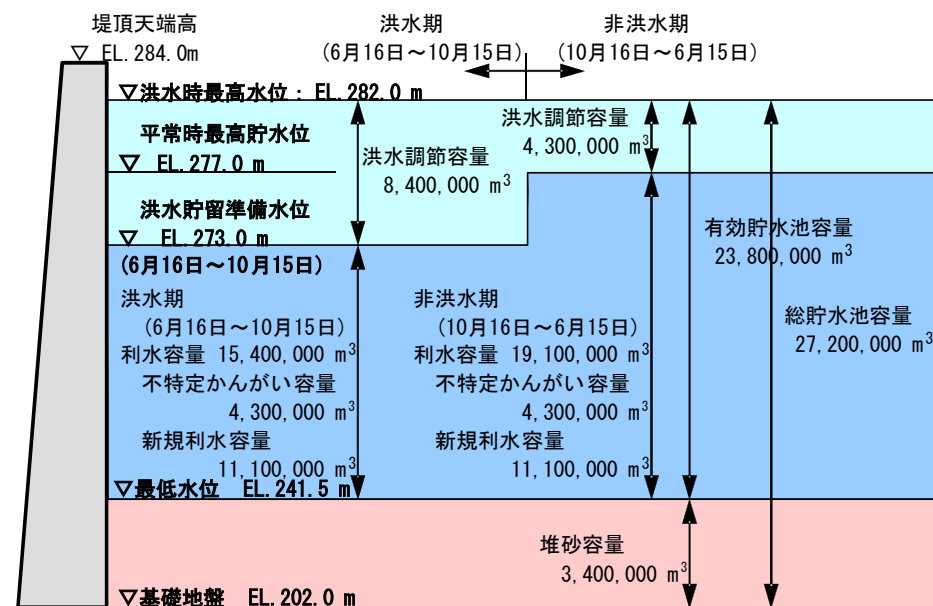 堤頂天端高
▽ EL.284.0m
洪水期
(6月16日～10月15日)
非洪水期
(10月16日～6月15日)
▽洪水時最高水位：EL.282.0 m
平常時最高貯水位
▽ EL.277.0 m
洪水調節容量
8,400,000 m³
洪水調節容量
4,300,000 m³
洪水貯留準備水位
▽ EL.273.0 m
(6月16日～10月15日)
有効貯水池容量
23,800,000 m³
総貯水池容量
27,200,000 m³
洪水期
(6月16日～10月15日)
利水容量 15,400,000 m³
不特定かんがい容量
4,300,000 m³
新規利水容量
11,100,000 m³
非洪水期
(10月16日～6月15日)
利水容量 19,100,000 m³
不特定かんがい容量
4,300,000 m³
新規利水容量
11,100,000 m³
▽最低水位 EL.241.5 m
堆砂容量
3,400,000 m³
▽基礎地盤 EL.202.0 m